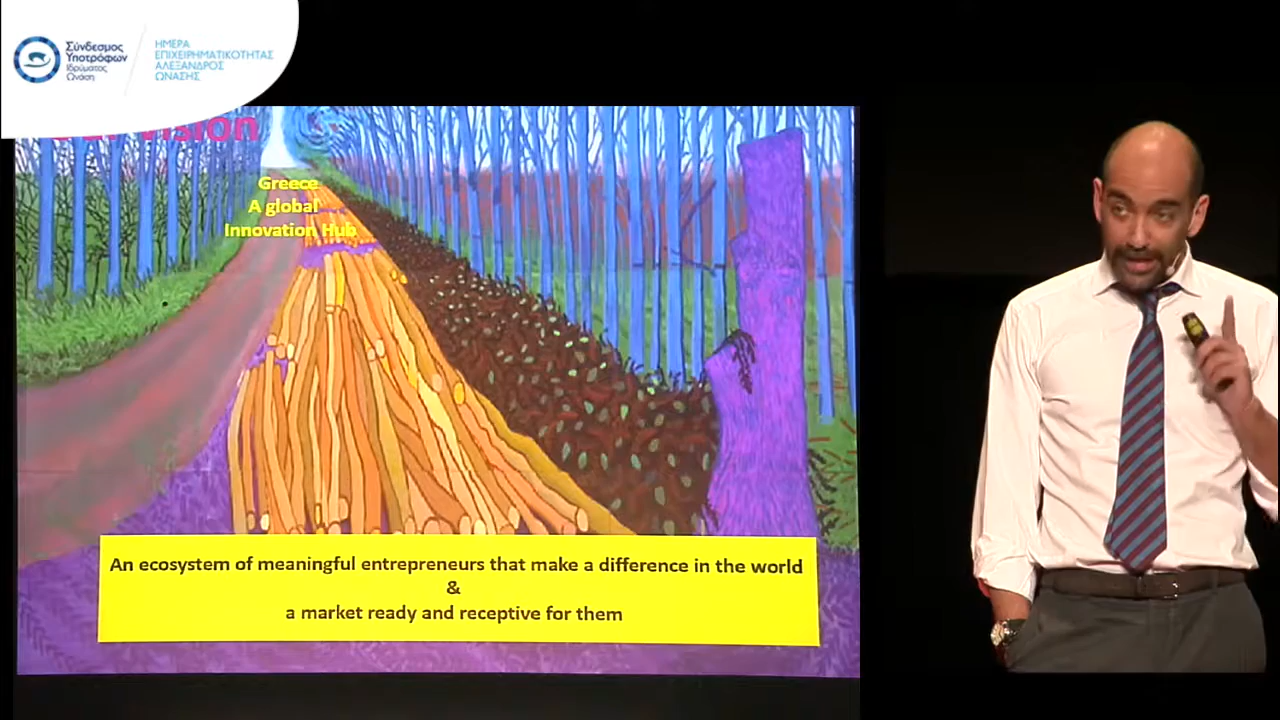 Σύνδεσμος
Υποτρόφων
Ιδρύματος
Ωνάση
ΗΜΕΡΑ
ΕΠΙΧΕΙΡΗΜΑΤΙΚΟΤΗΤΑΣ
ΑΛΕΞΑΝΔΡΟΣ
ΩΝΑΣΗΣ
vision
Greece
A global
Innovation Hub
An ecosystem of meaningful entrepreneurs that make a difference in the world
&
a market ready and receptive for them